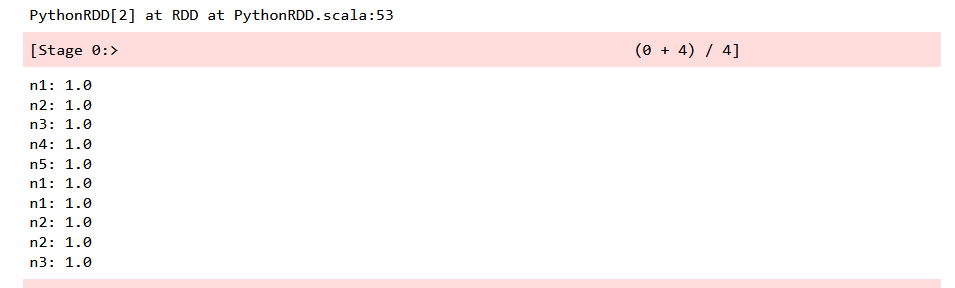 PythonRDD[2] at RDD at PythonRDD.scala:53
[Stage 0:> (0 + 4) / 4]
n1: 1.0
n2: 1.0
n3: 1.0
n4: 1.0
n5: 1.0
n1: 1.0
n1: 1.0
n2: 1.0
n2: 1.0
n3: 1.0